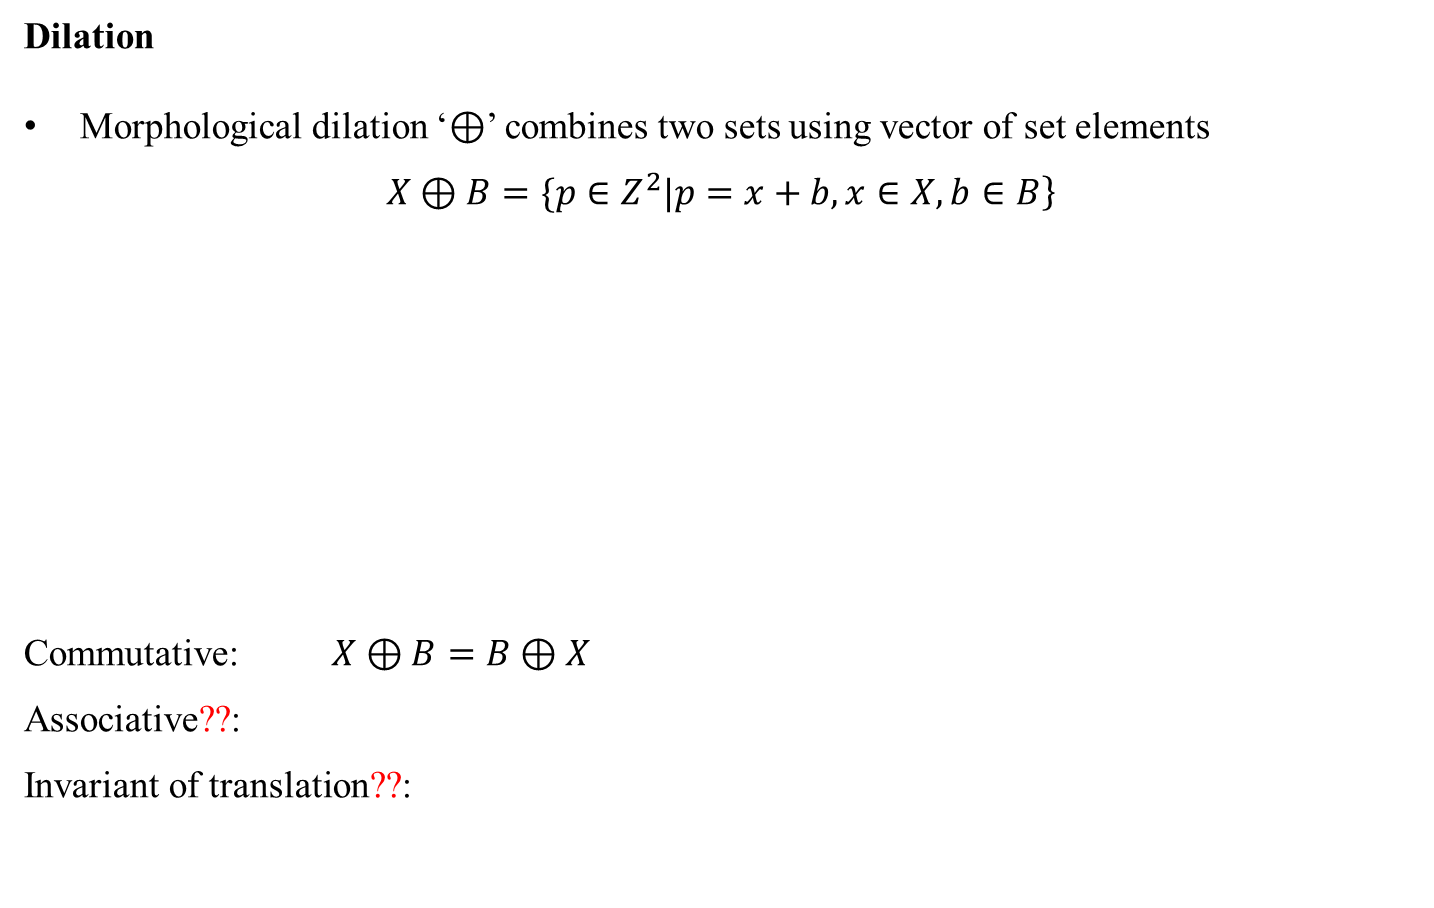 Dilation
• Morphological dilation ‘⊕’ combines two sets using vector of set elements
X ⊕ B = {p ∈ Z²|p = x + b, x ∈ X, b ∈ B}
Commutative: X ⊕ B = B ⊕ X
Associative??:
Invariant of translation??: